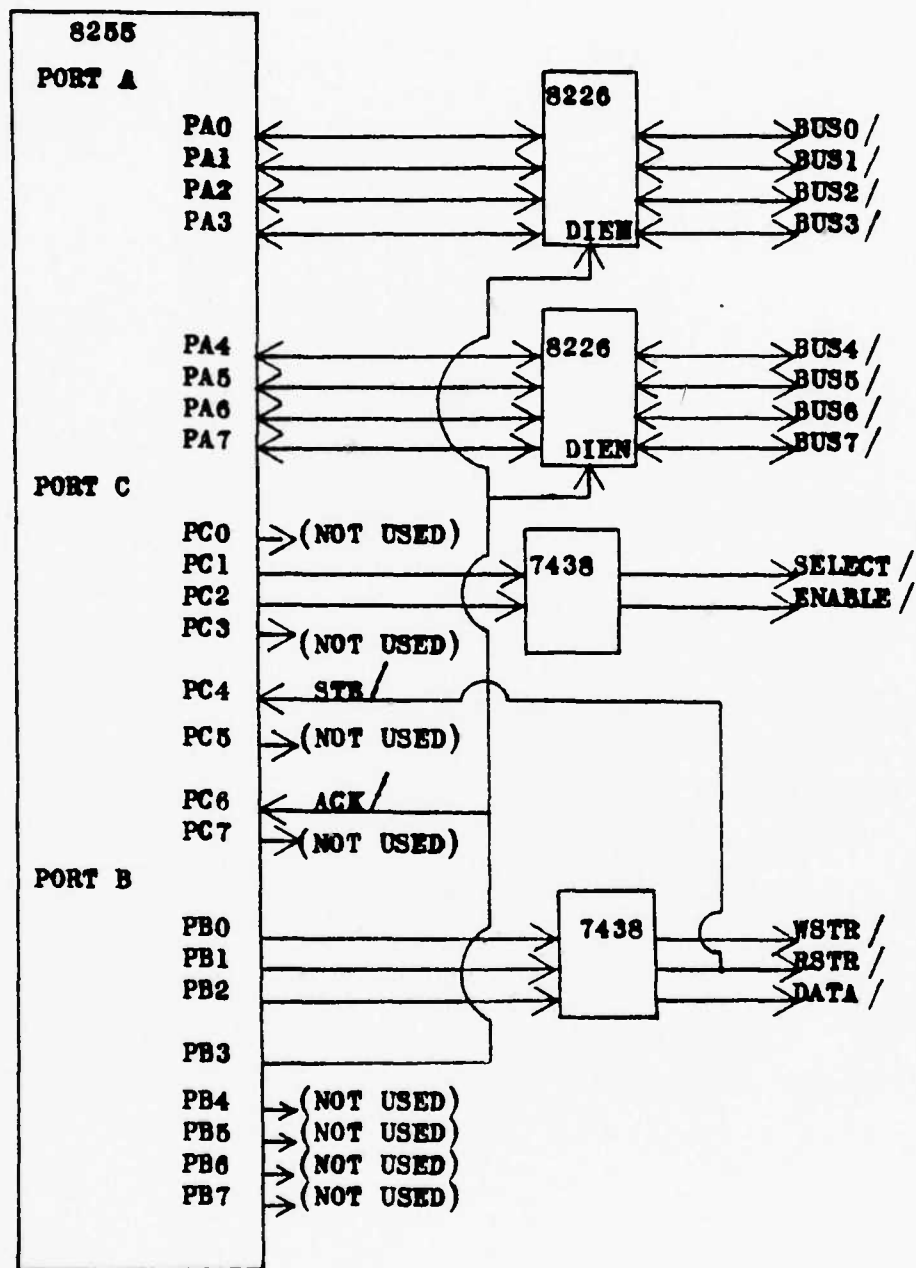 8255
PORT A
8226
PA0 BUS0/
PA1 BUS1/
PA2 BUS2/
PA3 DIEN BUS3/
8226
PA4 BUS4/
PA5 BUS5/
PA6 BUS6/
PA7 DIEN BUS7/
PORT C
PC0 (NOT USED)
PC1 7438 SELECT/
PC2 ENABLE/
PC3 (NOT USED)
PC4 STB/
PC5 (NOT USED)
PC6 ACK/
PC7 (NOT USED)
PORT B
PB0 7438 WSTR/
PB1 RSTR/
PB2 DATA/
PB3
PB4 (NOT USED)
PB5 (NOT USED)
PB6 (NOT USED)
PB7 (NOT USED)